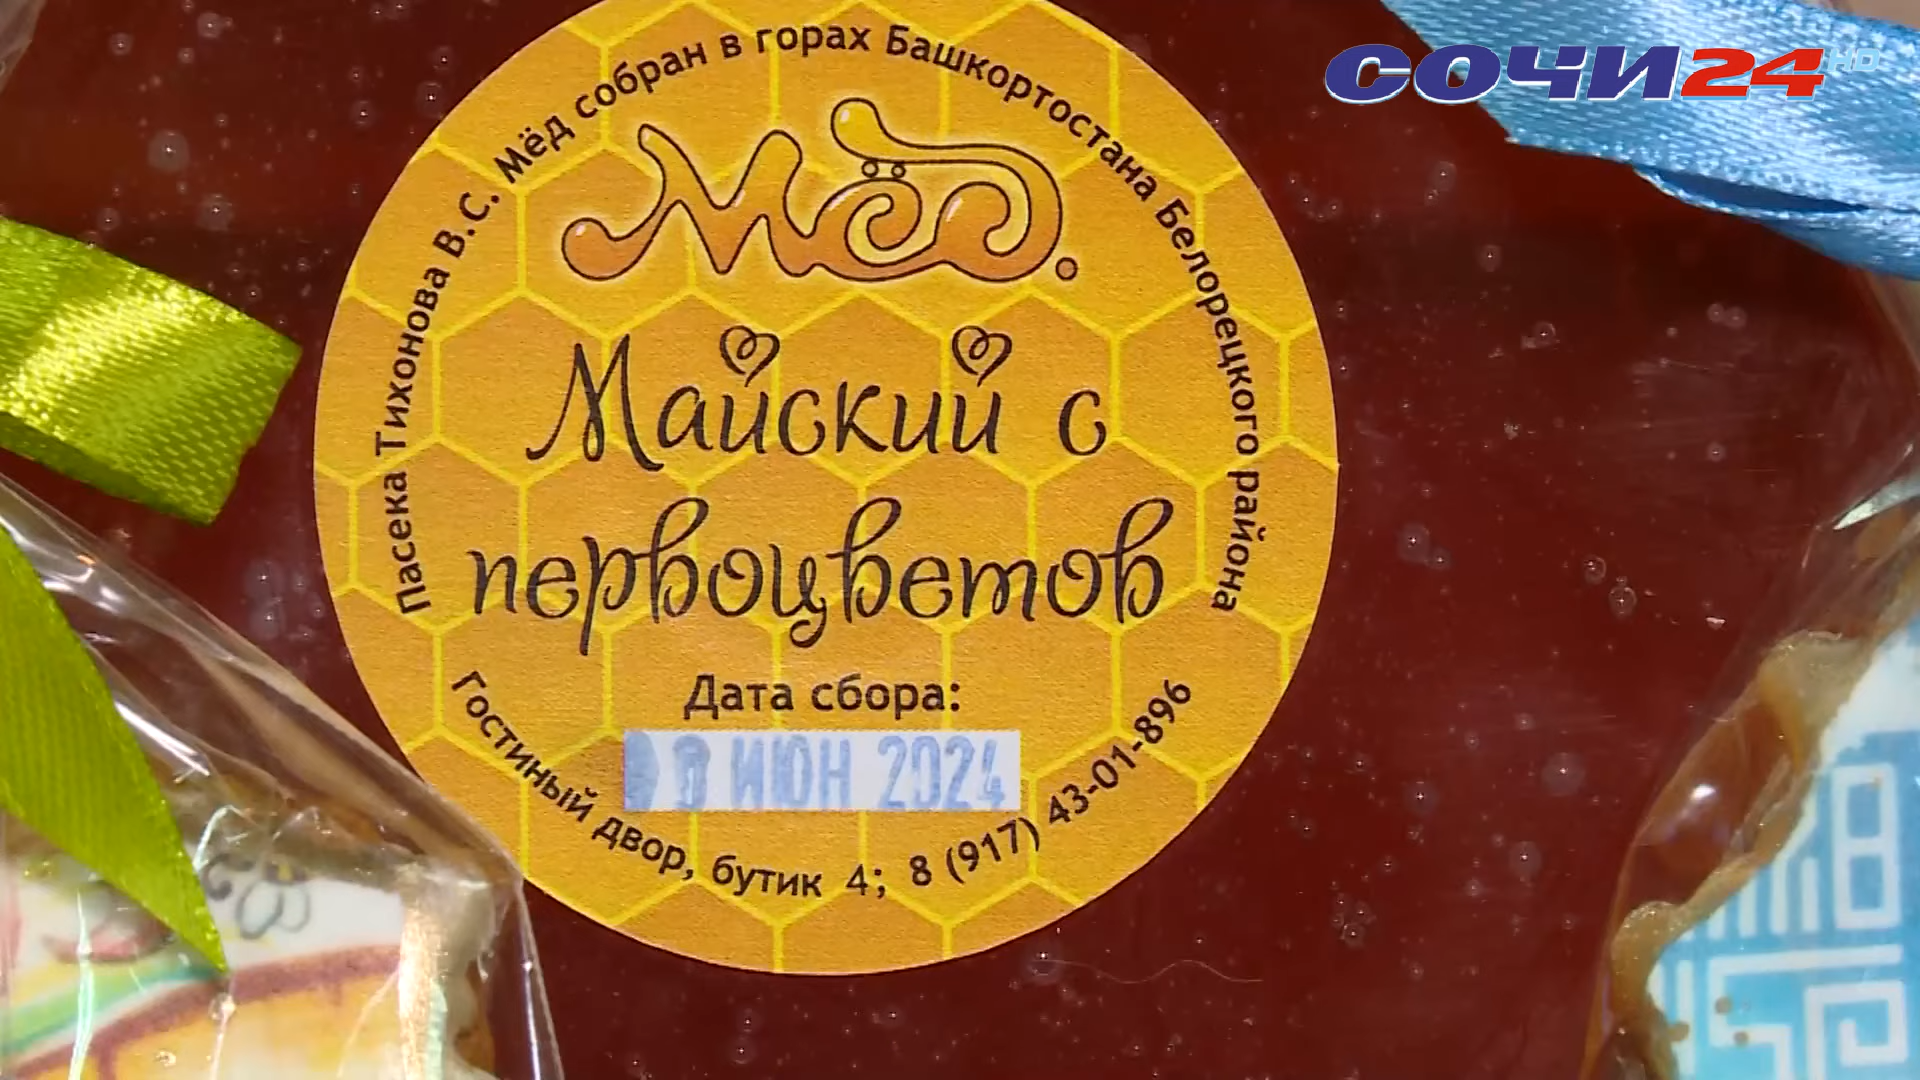 СОЧИ24 HD
Пасека Тихонова В.С. Мёд собран в горах Башкортостана Белорецкого района
Мёд.
Майский с
первоцветов
Дата сбора:
ИЮН 2024
Гостиный двор, бутик 4; 8 (917) 43-01-896